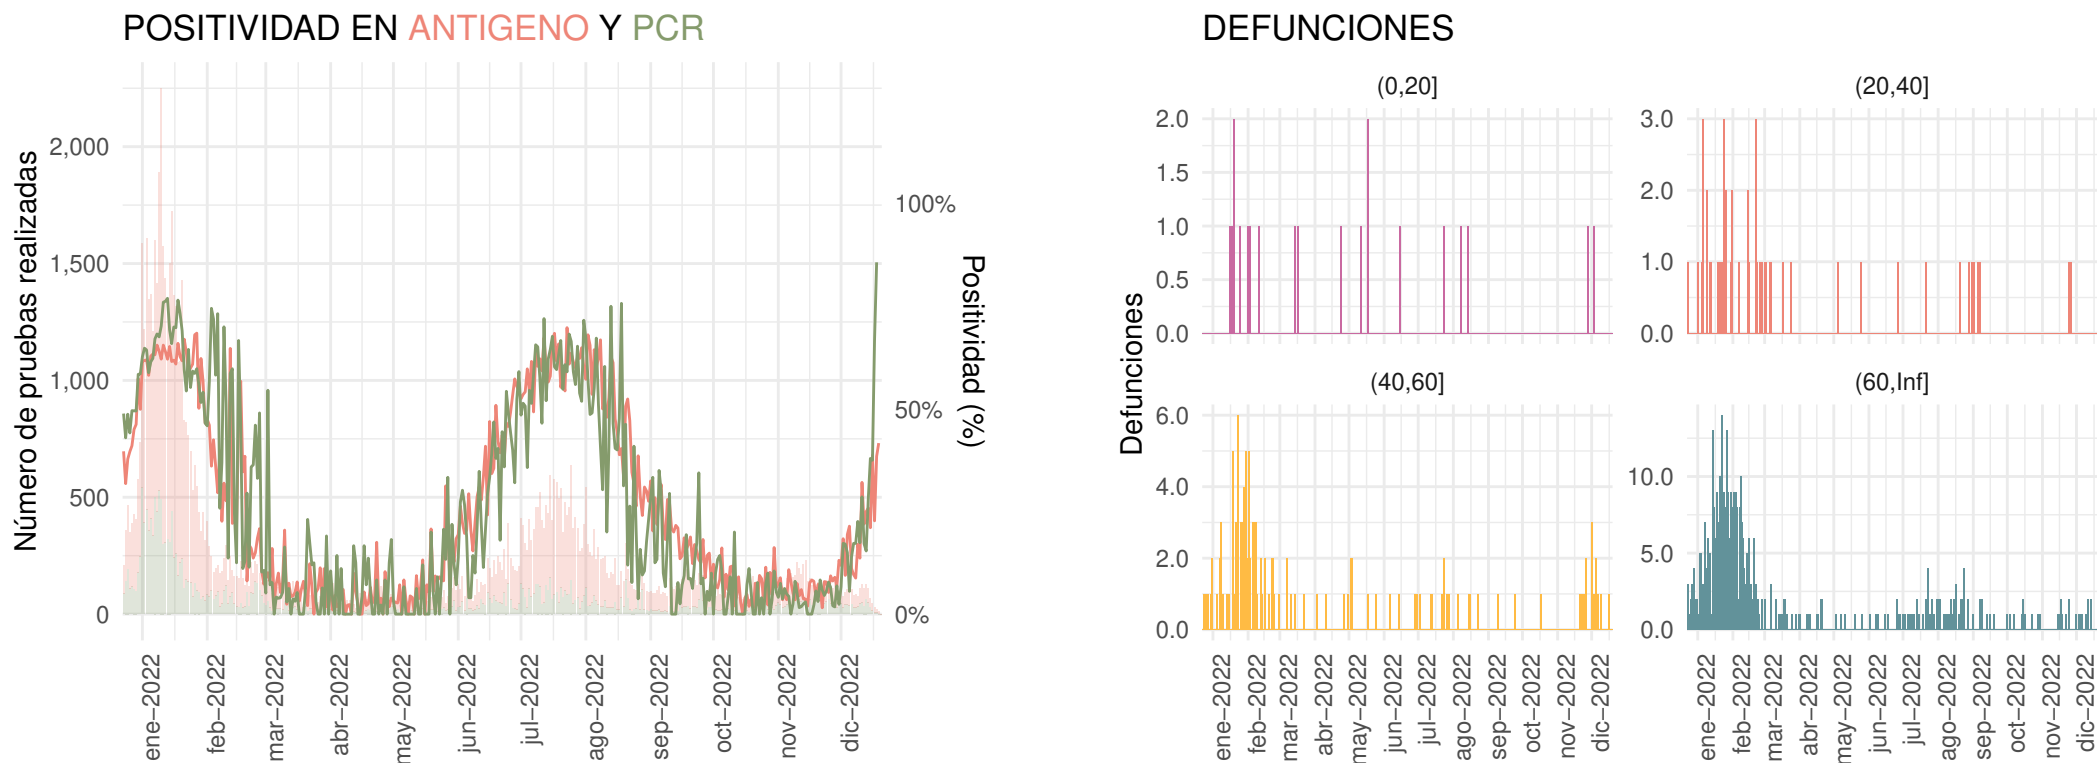 POSITIVIDAD EN ANTIGENO Y PCR
Número de pruebas realizadas
2,000
1,500
1,000
500
0
100%
50%
0%
Positividad (%)
ene−2022
feb−2022
mar−2022
abr−2022
may−2022
jun−2022
jul−2022
ago−2022
sep−2022
oct−2022
nov−2022
dic−2022
DEFUNCIONES
Defunciones
(0,20]
2.0
1.5
1.0
0.5
0.0
(20,40]
3.0
2.0
1.0
0.0
(40,60]
6.0
4.0
2.0
0.0
ene−2022
feb−2022
mar−2022
abr−2022
may−2022
jun−2022
jul−2022
ago−2022
sep−2022
oct−2022
nov−2022
dic−2022
(60,Inf]
10.0
5.0
0.0
ene−2022
feb−2022
mar−2022
abr−2022
may−2022
jun−2022
jul−2022
ago−2022
sep−2022
oct−2022
nov−2022
dic−2022